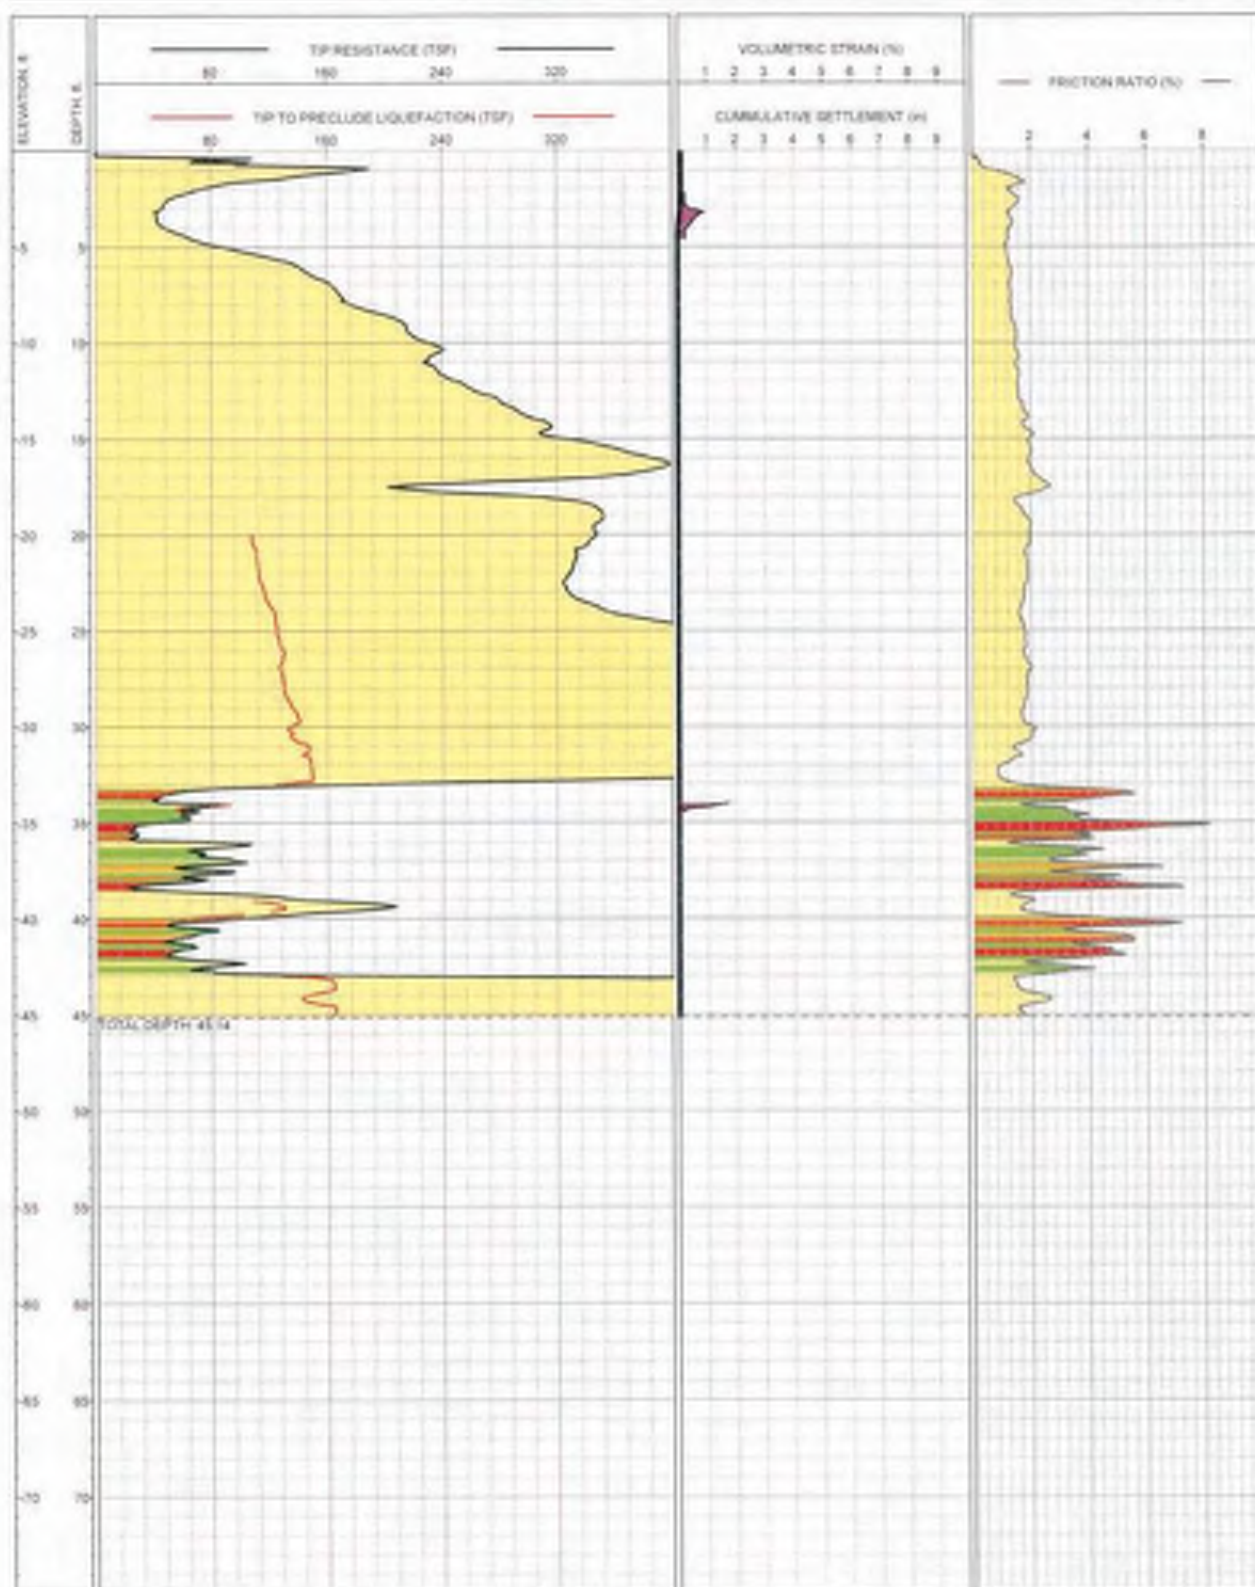 TIP RESISTANCE (TSF)
80 160 240 320
TIP TO PRECLUDE LIQUEFACTION (TSF)
80 160 240 320
VOLUMETRIC STRAIN (%)
1 2 3 4 5 6 7 8 9
CUMMULATIVE SETTLEMENT (in)
1 2 3 4 5 6 7 8 9
FRICTION RATIO (%)
2 4 6 8
ELEVATION, ft
DEPTH, ft
-5 5
-10 10
-15 15
-20 20
-25 25
-30 30
-35 35
-40 40
-45 45
TOTAL DEPTH: 45.14
-50 50
-55 55
-60 60
-65 65
-70 70